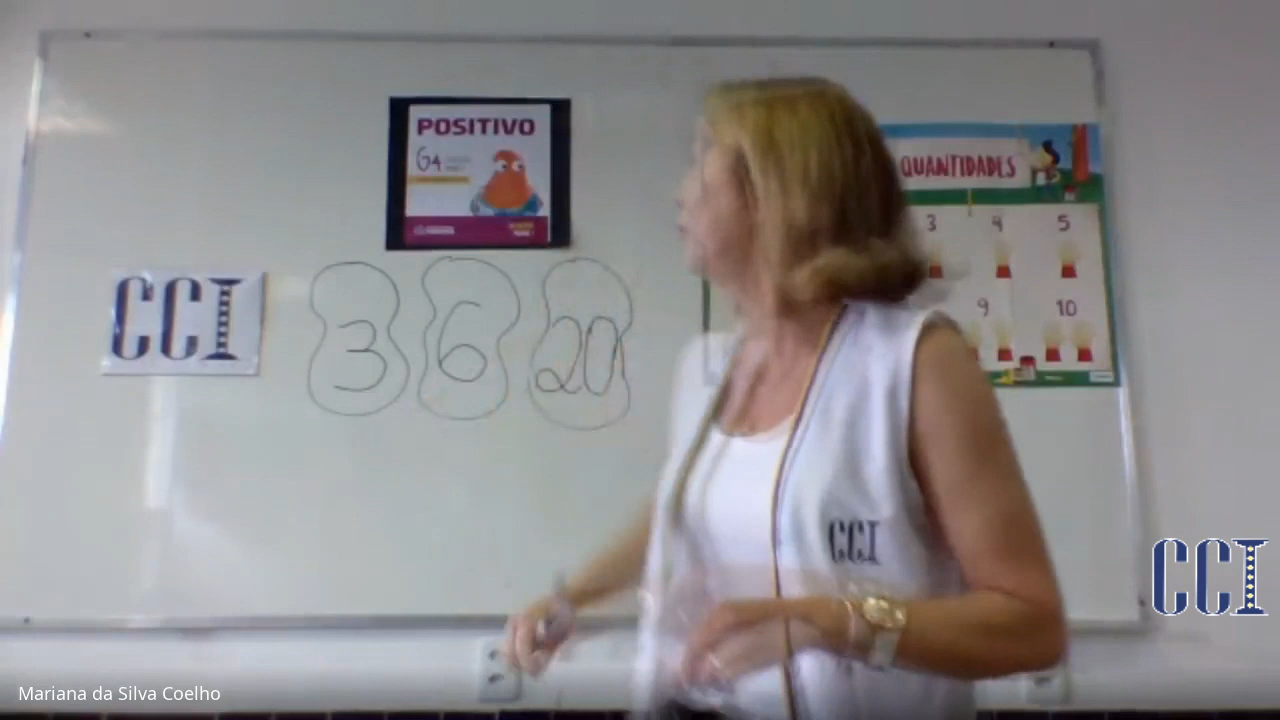 POSITIVO
G4
QUANTIDADES
3 4 5
9 10
CCI
3 6 20
CCI
CCI
Mariana da Silva Coelho